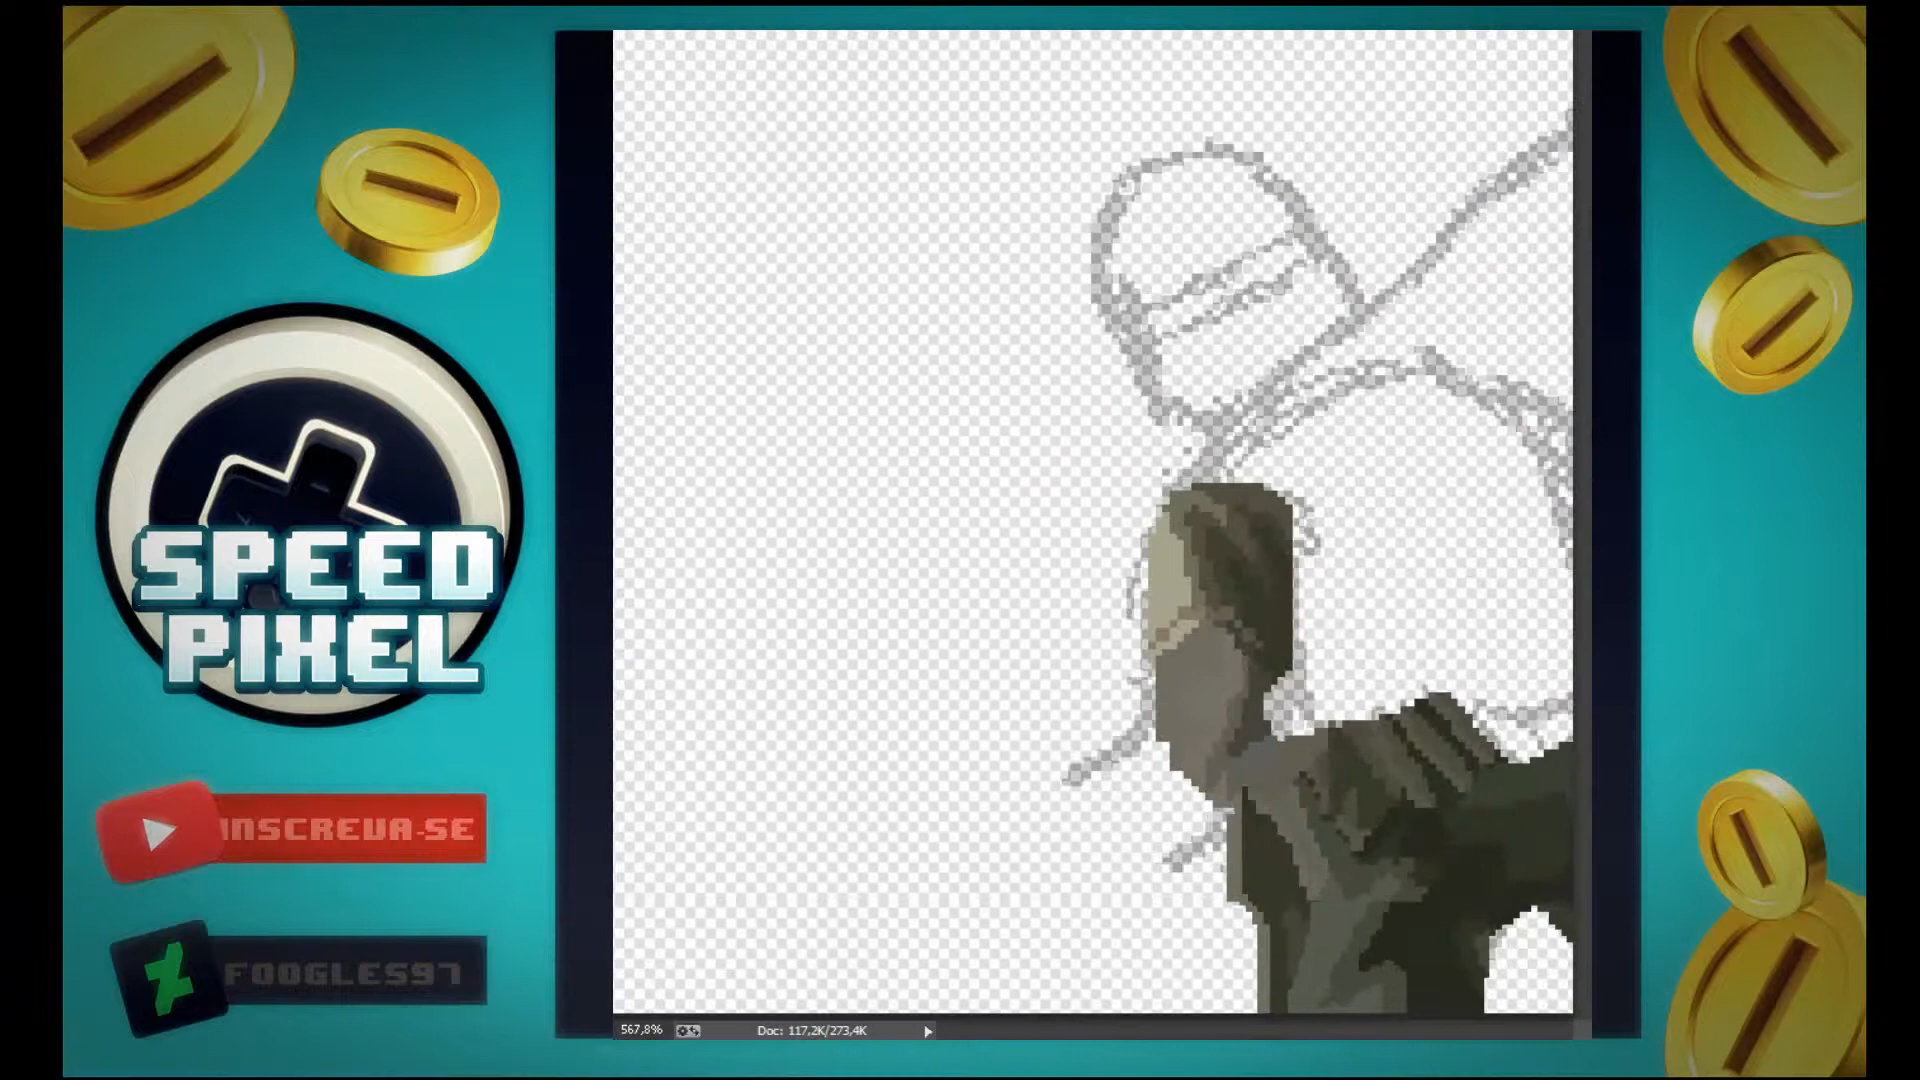 SPEED
PIXEL
INSCREVA-SE
FOOGLES97
567,8%
Doc: 117,2K/273,4K